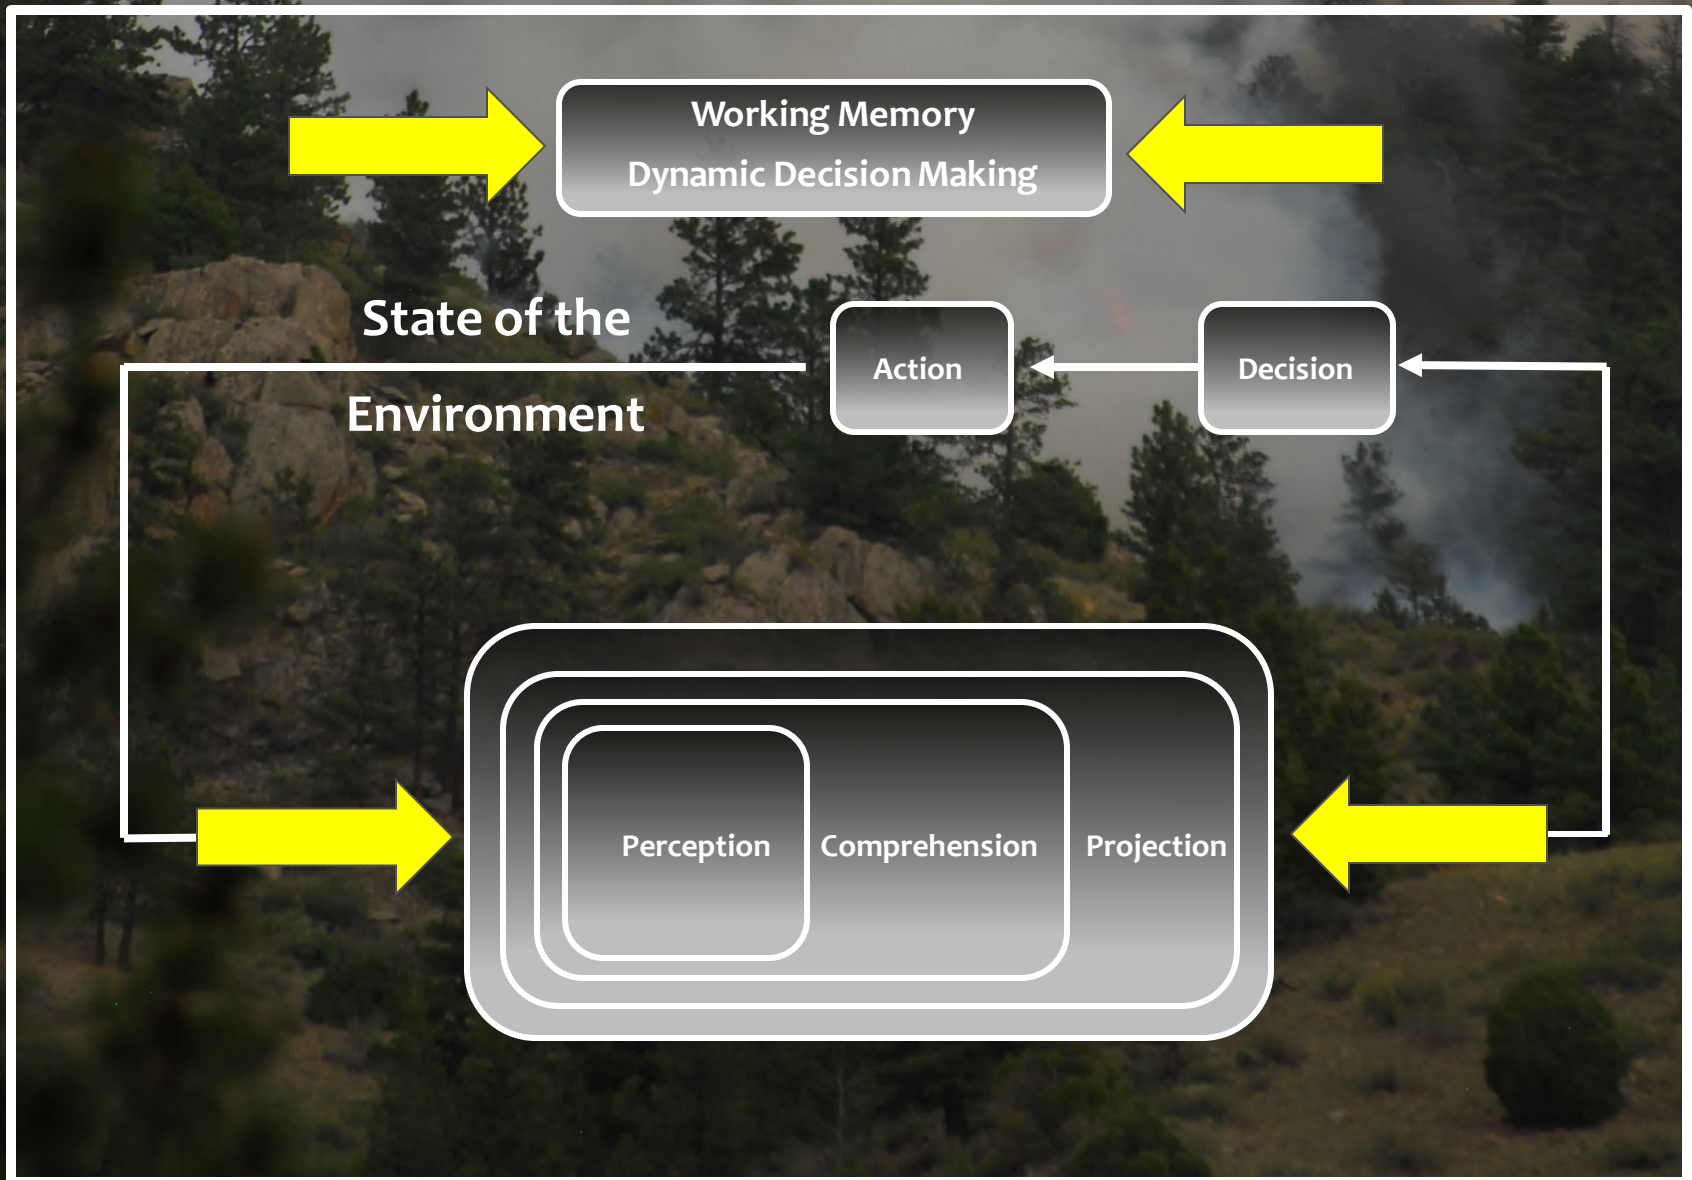 Working Memory
Dynamic Decision Making
State of the
Environment
Action
Decision
Perception
Comprehension
Projection